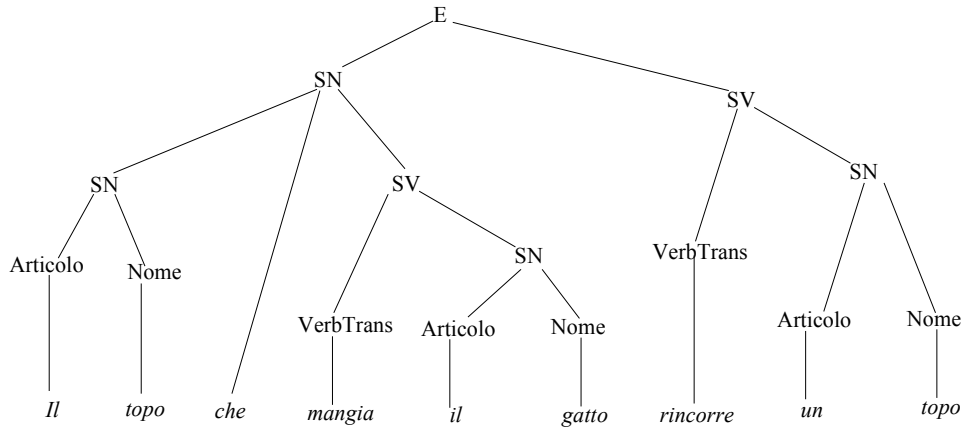 E
SN
SV
SN
SV
SN
Articolo
Nome
SN
VerbTrans
VerbTrans
Articolo
Nome
Articolo
Nome
Il topo che mangia il gatto rincorre un topo